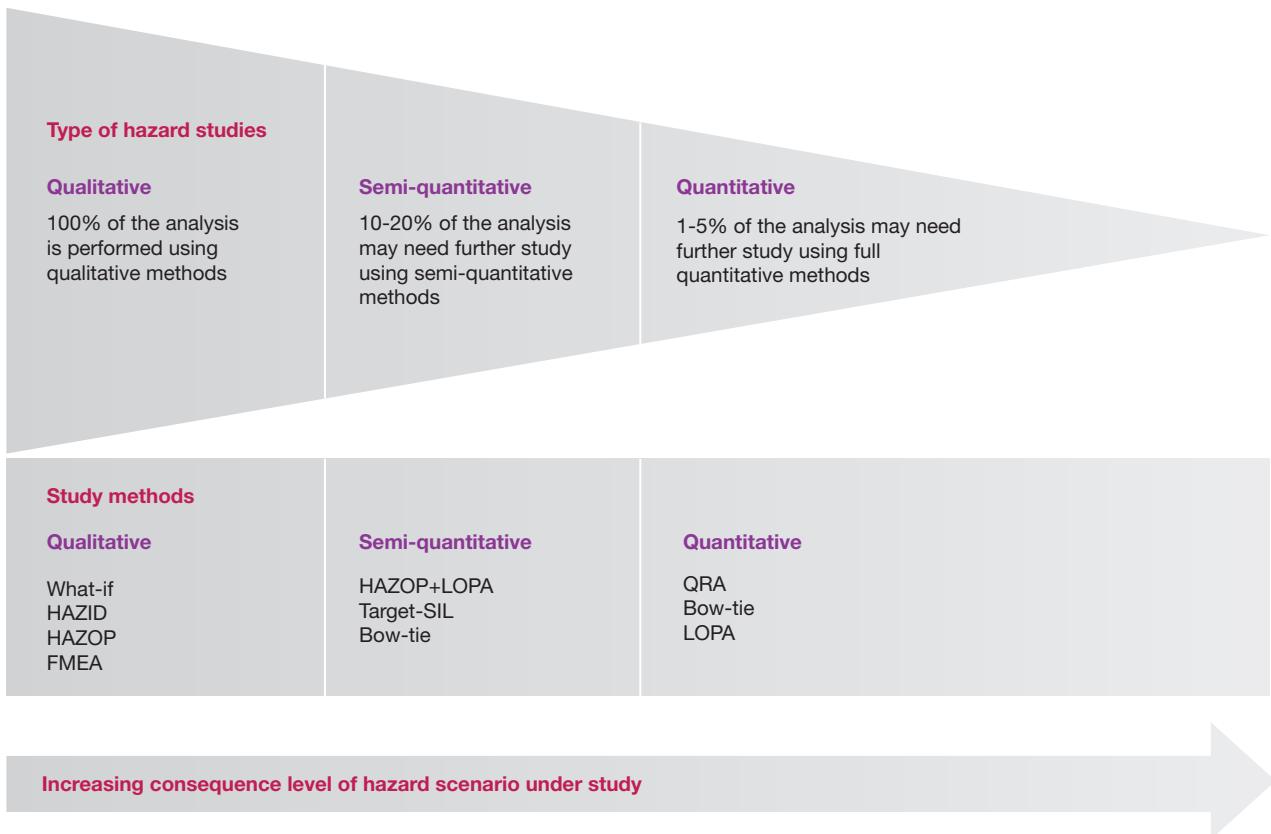 Type of hazard studies
Qualitative
100% of the analysis
is performed using
qualitative methods
Semi-quantitative
10-20% of the analysis
may need further study
using semi-quantitative
methods
Quantitative
1-5% of the analysis may need
further study using full
quantitative methods
Study methods
Qualitative
What-if
HAZID
HAZOP
FMEA
Semi-quantitative
HAZOP+LOPA
Target-SIL
Bow-tie
Quantitative
QRA
Bow-tie
LOPA
Increasing consequence level of hazard scenario under study